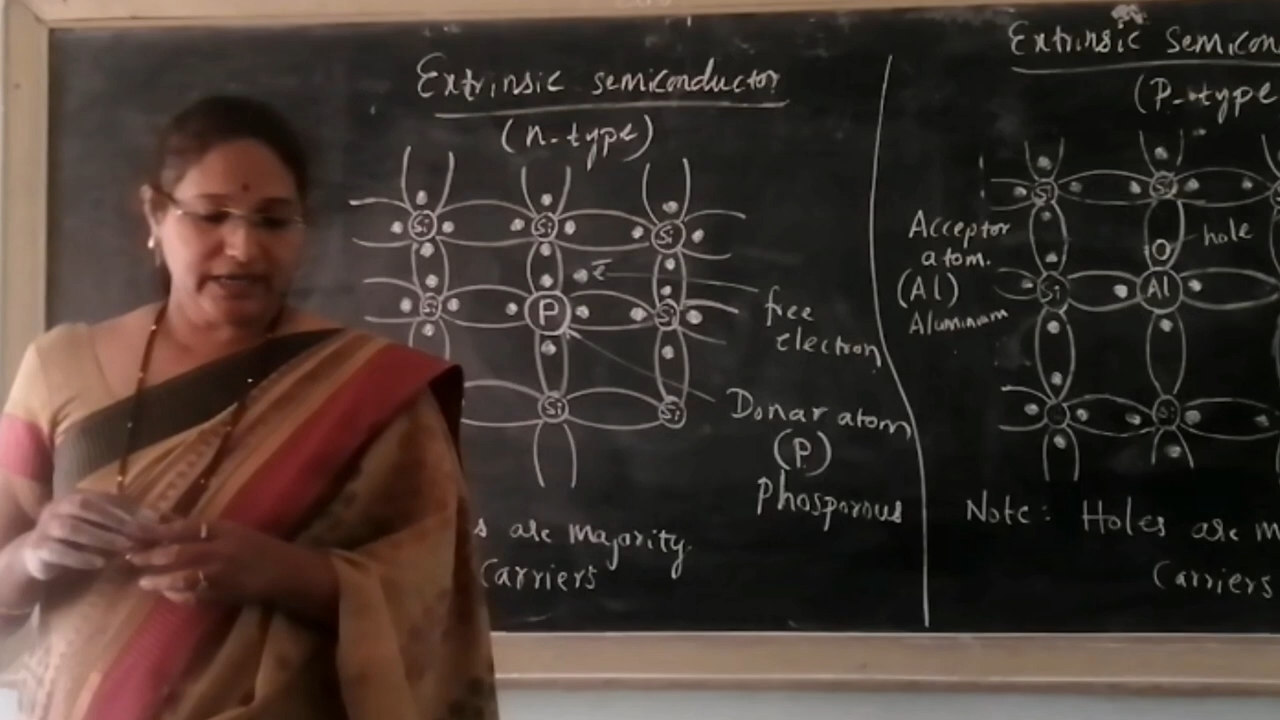 Extrinsic semiconductor
(n-type)
Si Si Si
e̅
Si P Si
free
electron
Si Si
Donar atom
(P)
Phosporous
s are majority.
Carriers
Extrinsic semicon
(P-type
Si Si
Acceptor
atom.
hole
(Al)
Aluminium
Si Al
Si
Note: Holes are m
Carriers